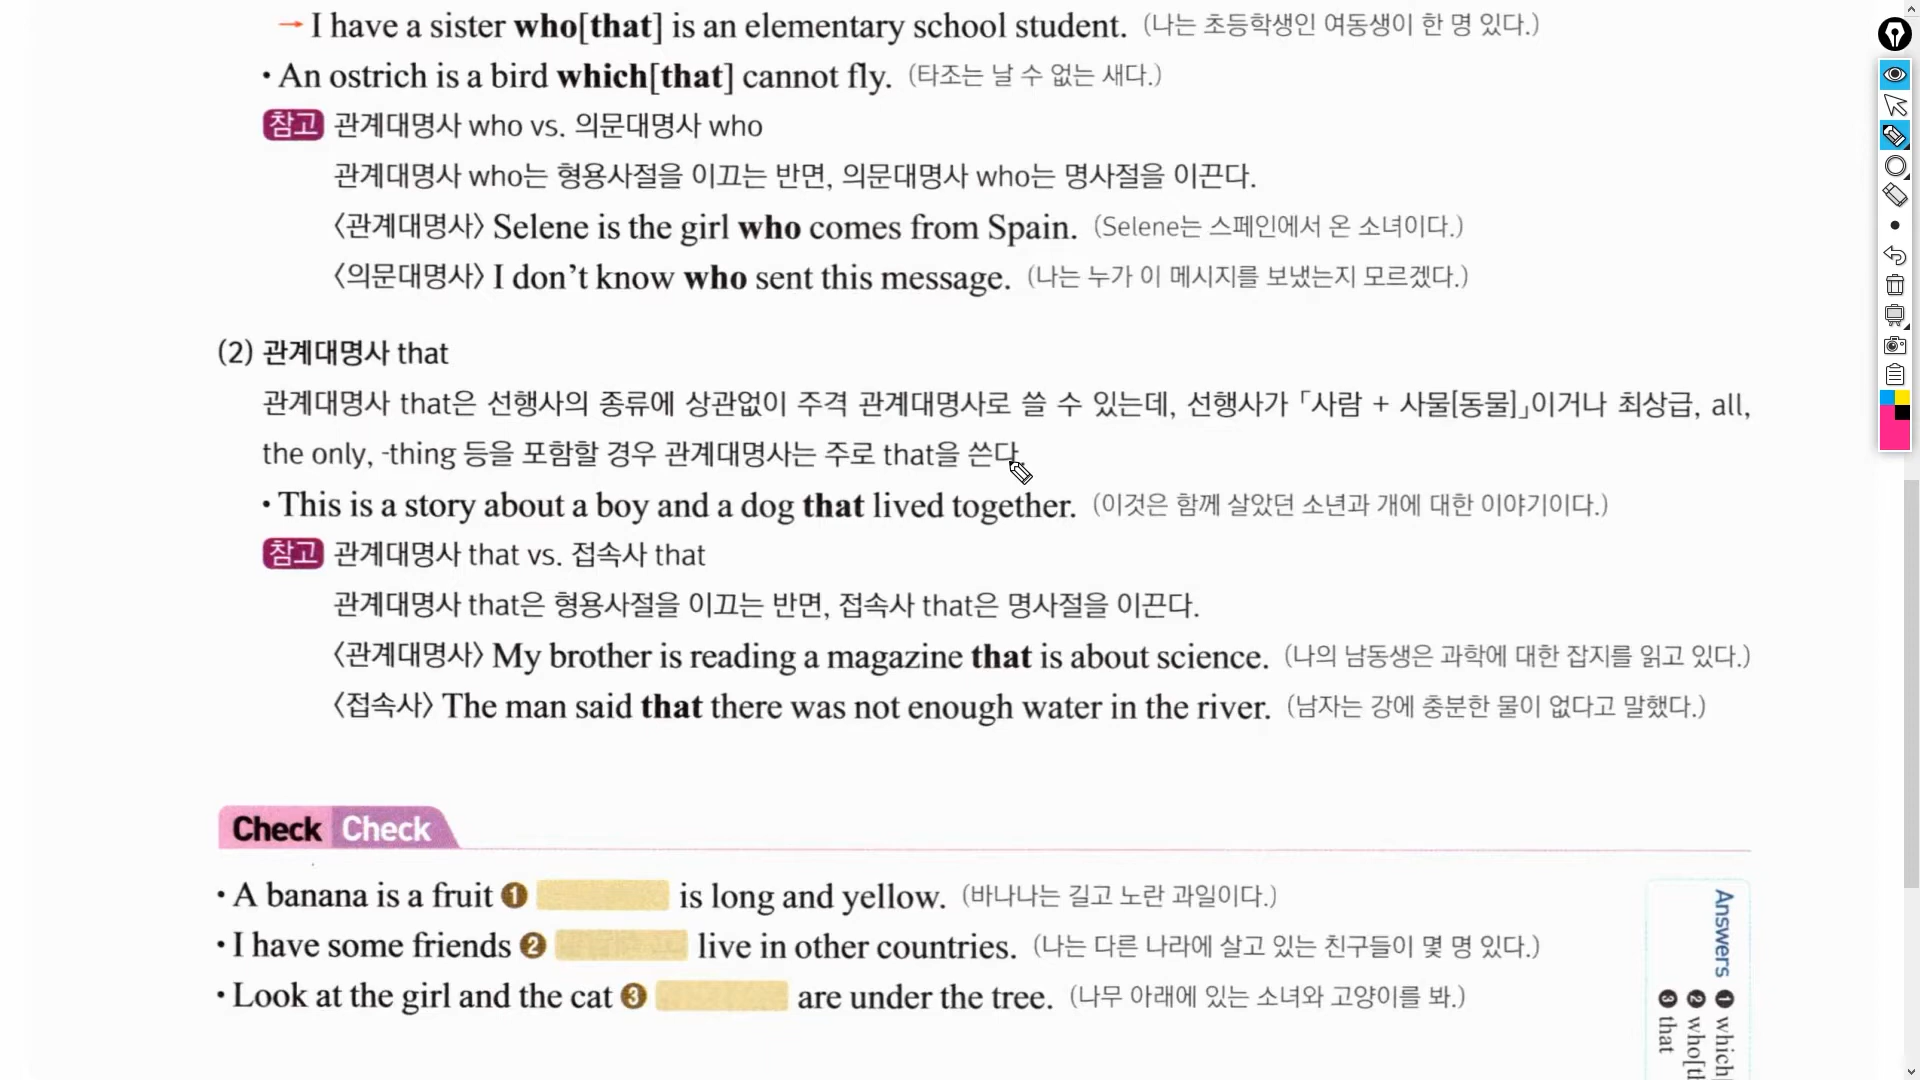 → I have a sister who[that] is an elementary school student. (나는 초등학생인 여동생이 한 명 있다.)
• An ostrich is a bird which[that] cannot fly. (타조는 날 수 없는 새다.)
참고 관계대명사 who vs. 의문대명사 who
관계대명사 who는 형용사절을 이끄는 반면, 의문대명사 who는 명사절을 이끈다.
〈관계대명사〉 Selene is the girl who comes from Spain. (Selene는 스페인에서 온 소녀이다.)
〈의문대명사〉 I don't know who sent this message. (나는 누가 이 메시지를 보냈는지 모르겠다.)
(2) 관계대명사 that
관계대명사 that은 선행사의 종류에 상관없이 주격 관계대명사로 쓸 수 있는데, 선행사가 「사람 + 사물[동물]」이거나 최상급, all,
the only, -thing 등을 포함할 경우 관계대명사는 주로 that을 쓴다.
• This is a story about a boy and a dog that lived together. (이것은 함께 살았던 소년과 개에 대한 이야기이다.)
참고 관계대명사 that vs. 접속사 that
관계대명사 that은 형용사절을 이끄는 반면, 접속사 that은 명사절을 이끈다.
〈관계대명사〉 My brother is reading a magazine that is about science. (나의 남동생은 과학에 대한 잡지를 읽고 있다.)
〈접속사〉 The man said that there was not enough water in the river. (남자는 강에 충분한 물이 없다고 말했다.)
Check Check
• A banana is a fruit ❶ is long and yellow. (바나나는 길고 노란 과일이다.)
• I have some friends ❷ live in other countries. (나는 다른 나라에 살고 있는 친구들이 몇 명 있다.)
• Look at the girl and the cat ❸ are under the tree. (나무 아래에 있는 소녀와 고양이를 봐.)
Answers ❶ which[
❷ who[th
❸ that